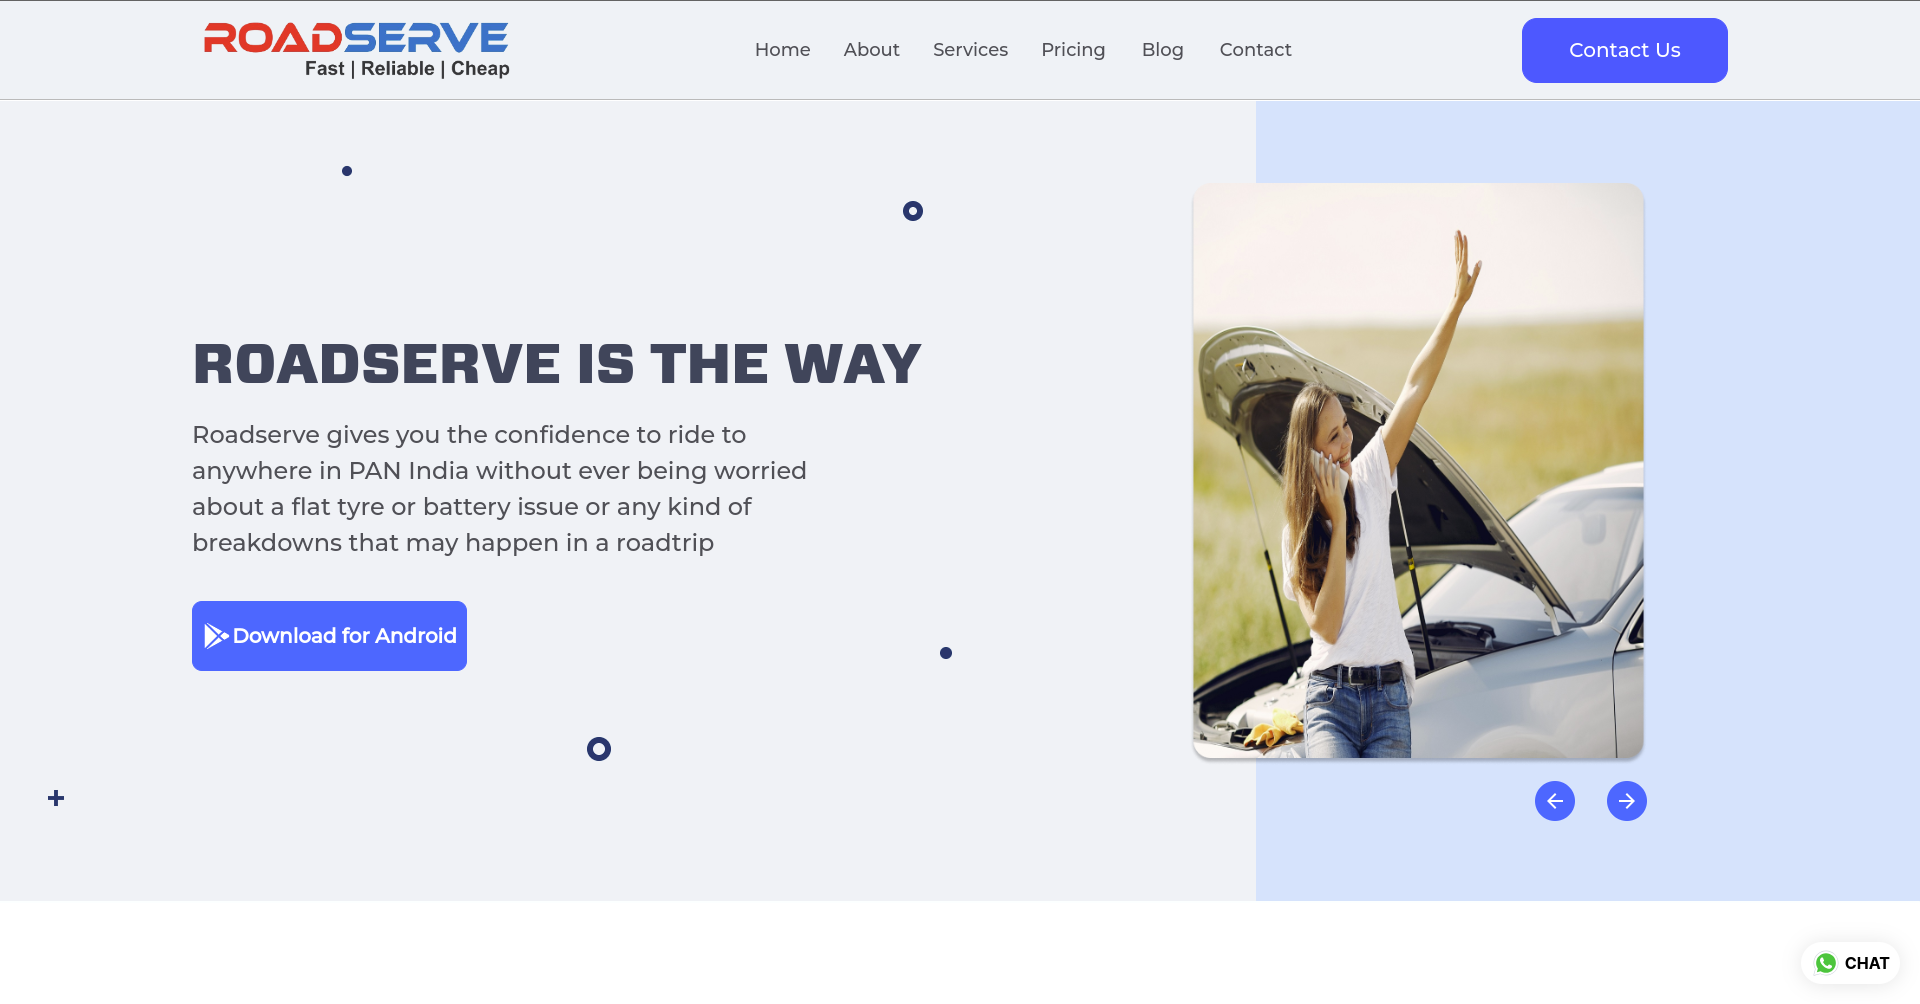 ROADSERVE
Fast | Reliable | Cheap
Home About Services Pricing Blog Contact
Contact Us
ROADSERVE IS THE WAY
Roadserve gives you the confidence to ride to
anywhere in PAN India without ever being worried
about a flat tyre or battery issue or any kind of
breakdowns that may happen in a roadtrip
Download for Android
CHAT